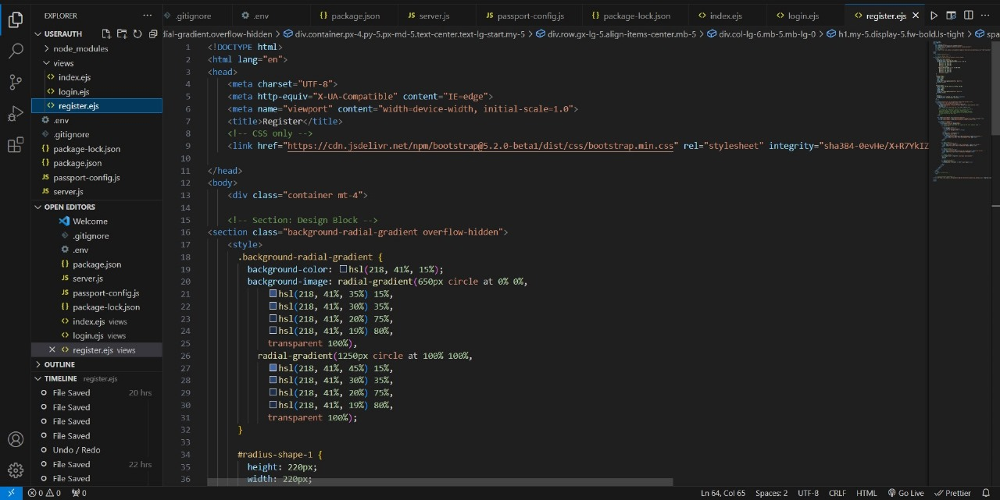 EXPLORER
USERAUTH
node_modules
views
index.ejs
login.ejs
register.ejs
.env
.gitignore
package-lock.json
package.json
passport-config.js
server.js
OPEN EDITORS
Welcome
.gitignore
.env
package.json
server.js
passport-config.js
package-lock.json
index.ejs views
login.ejs views
register.ejs views
OUTLINE
TIMELINE register.ejs
File Saved 20 hrs
File Saved
File Saved
File Saved
Undo / Redo
File Saved 22 hrs
File Saved
.gitignore .env package.json server.js passport-config.js package-lock.json index.ejs login.ejs register.ejs
dial-gradient.overflow-hidden > div.container.px-4.py-5.px-md-5.text-center.text-lg-start.my-5 > div.row.gx-lg-5.align-items-center.mb-5 > div.col-lg-6.mb-5.mb-lg-0 > h1.my-5.display-5.fw-bold.ls-tight > spa
1 <!DOCTYPE html>
2 <html lang="en">
3 <head>
4 <meta charset="UTF-8">
5 <meta http-equiv="X-UA-Compatible" content="IE=edge">
6 <meta name="viewport" content="width=device-width, initial-scale=1.0">
7 <title>Register</title>
8 <!-- CSS only -->
9 <link href="https://cdn.jsdelivr.net/npm/bootstrap@5.2.0-beta1/dist/css/bootstrap.min.css" rel="stylesheet" integrity="sha384-0evHe/X+R7YkIZ
10
11 </head>
12 <body>
13 <div class="container mt-4">
14
15 <!-- Section: Design Block -->
16 <section class="background-radial-gradient overflow-hidden">
17 <style>
18 .background-radial-gradient {
19 background-color: hsl(218, 41%, 15%);
20 background-image: radial-gradient(650px circle at 0% 0%,
21 hsl(218, 41%, 35%) 15%,
22 hsl(218, 41%, 30%) 35%,
23 hsl(218, 41%, 20%) 75%,
24 hsl(218, 41%, 19%) 80%,
25 transparent 100%),
26 radial-gradient(1250px circle at 100% 100%,
27 hsl(218, 41%, 45%) 15%,
28 hsl(218, 41%, 30%) 35%,
29 hsl(218, 41%, 20%) 75%,
30 hsl(218, 41%, 19%) 80%,
31 transparent 100%);
32 }
33
34 #radius-shape-1 {
35 height: 220px;
36 width: 220px;
0 0 0 Ln 64, Col 65 Spaces: 2 UTF-8 CRLF HTML Go Live Prettier